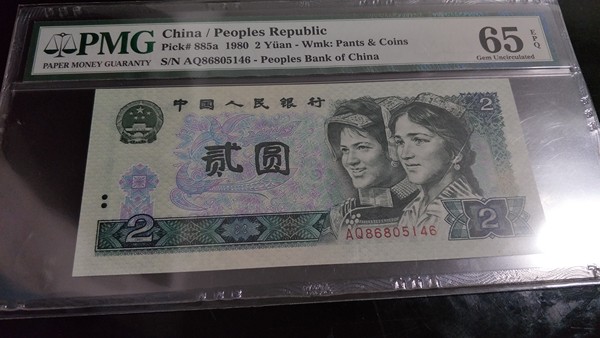 PMG
PAPER MONEY GUARANTY
China / Peoples Republic
Pick# 885a 1980 2 Yüan - Wmk: Pants & Coins
S/N AQ86805146 - Peoples Bank of China
65 EPQ
Gem Uncirculated
中国人民银行
2
贰圆
AQ86805146
2
2